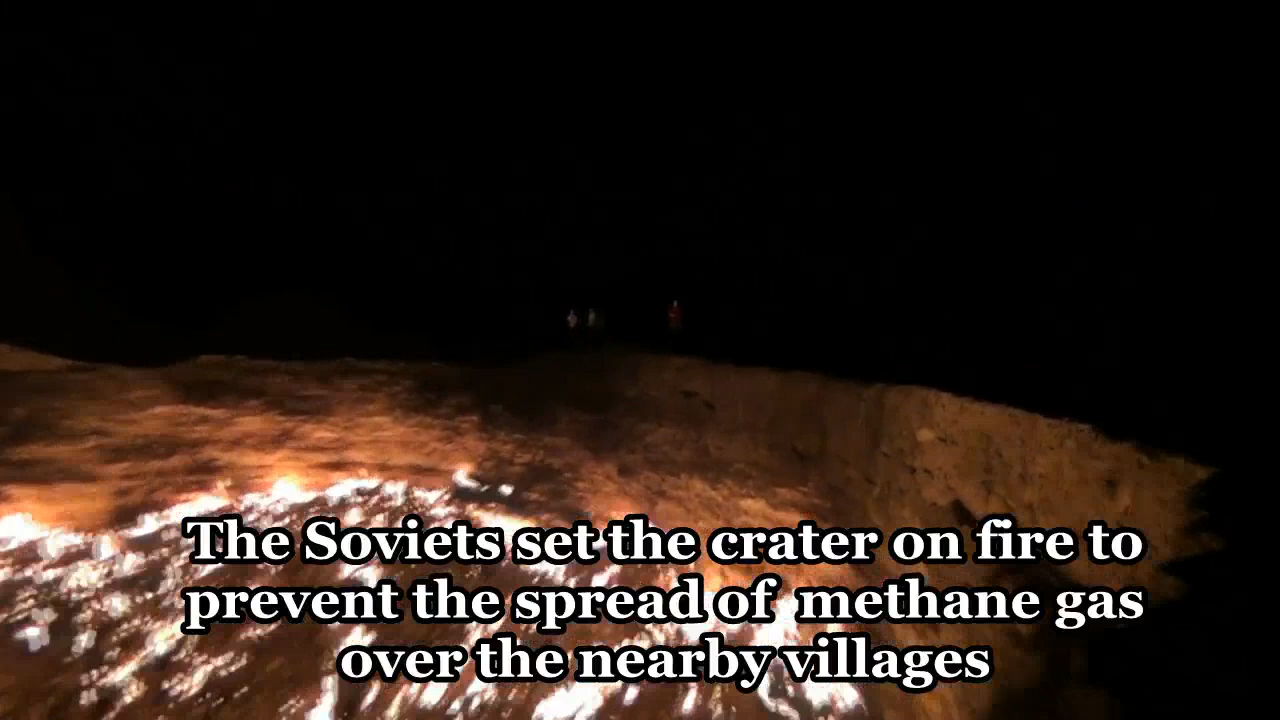 The Soviets set the crater on fire to
prevent the spread of  methane gas
over the nearby villages